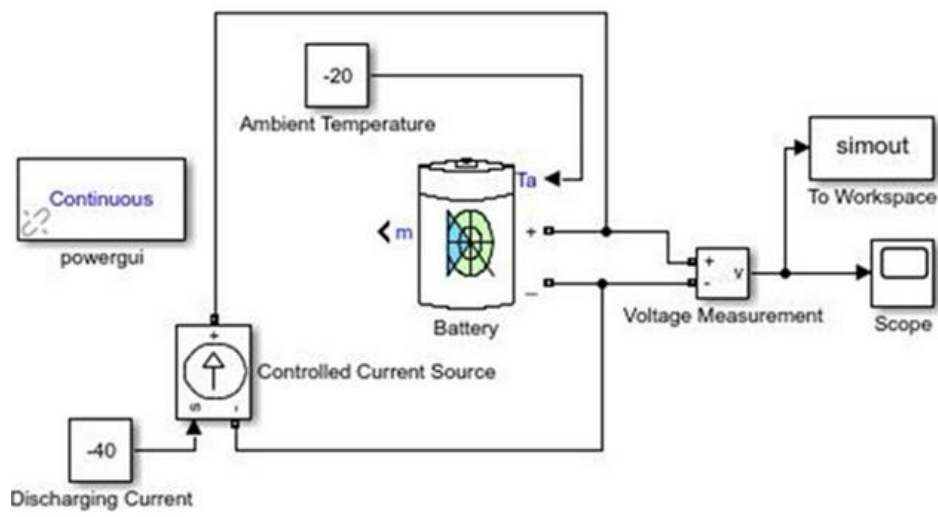 -20
Ambient Temperature
Continuous
powergui
Ta
m
+
_
Battery
+
-
v
Voltage Measurement
simout
To Workspace
Scope
+
s
-
Controlled Current Source
-40
Discharging Current